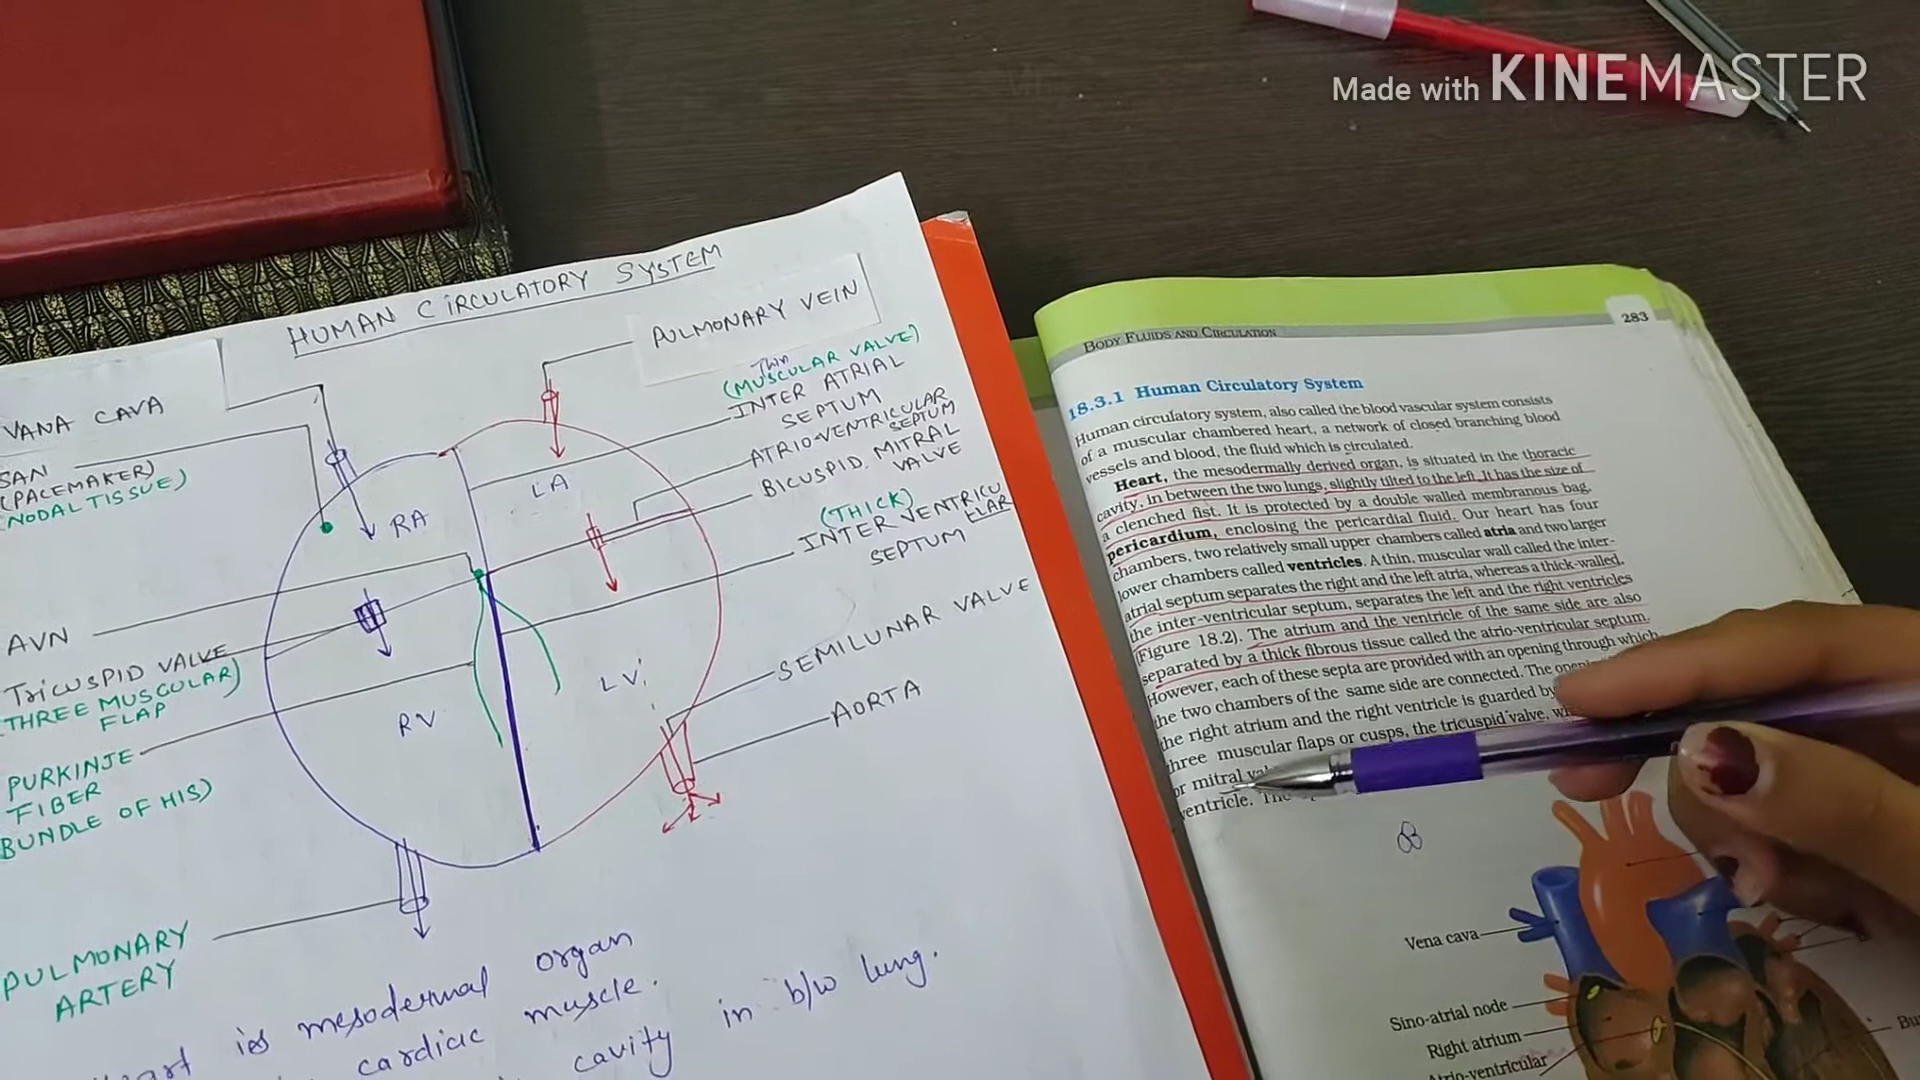 Made with KINEMASTER
HUMAN CIRCULATORY SYSTEM
PULMONARY VEIN
Thin
(MUSCULAR VALVE)
INTER ATRIAL
SEPTUM
ATRIO-VENTRICULAR
SEPTUM
BICUSPID. MITRAL
VALVE
(THICK)
INTER VENTRICU
LAR
SEPTUM
SEMILUNAR VALVE
AORTA
VANA CAVA
SAN
(PACEMAKER)
(NODAL TISSUE)
AVN
TRICUSPID VALVE
(THREE MUSCULAR)
FLAP
PURKINJE
FIBER
BUNDLE OF HIS)
PULMONARY
ARTERY
RA
LA
RV
LV
is mesodermal organ
cardiac muscle.
cavity in b/w lung.
BODY FLUIDS AND CIRCULATION
283
18.3.1 Human Circulatory System
Human circulatory system, also called the blood vascular system consists
of a muscular chambered heart, a network of closed branching blood
vessels and blood, the fluid which is circulated.
Heart, the mesodermally derived organ, is situated in the thoracic
cavity, in between the two lungs, slightly tilted to the left. It has the size of
a clenched fist. It is protected by a double walled membranous bag,
pericardium, enclosing the pericardial fluid. Our heart has four
chambers, two relatively small upper chambers called atria and two larger
lower chambers called ventricles. A thin, muscular wall called the inter-
atrial septum separates the right and the left atria, whereas a thick-walled,
the inter-ventricular septum, separates the left and the right ventricles
(Figure 18.2). The atrium and the ventricle of the same side are also
separated by a thick fibrous tissue called the atrio-ventricular septum.
However, each of these septa are provided with an opening through which
the two chambers of the same side are connected. The
the right atrium and the right ventricle is guarded by
three muscular flaps or cusps, the tricuspid valve,
or mitral
ventricle. The
Vena cava
Sino-atrial node
Right atrium
Atrio-ventricular